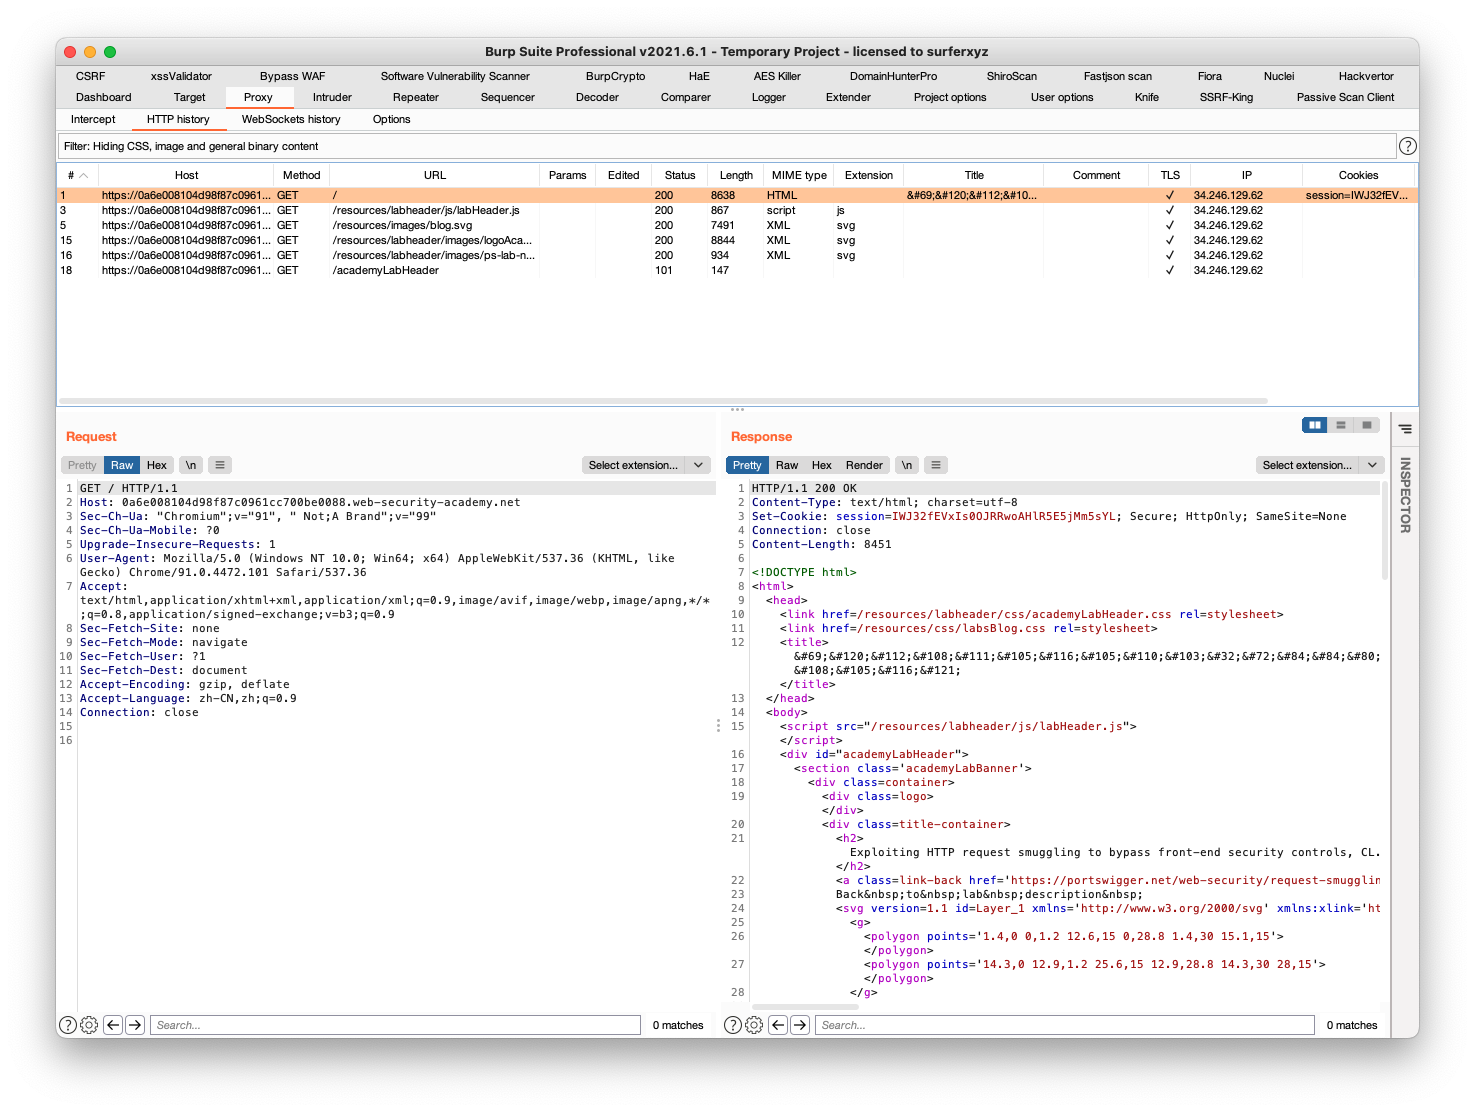 Burp Suite Professional v2021.6.1 - Temporary Project - licensed to surferxyz
CSRF xssValidator Bypass WAF Software Vulnerability Scanner BurpCrypto HaE AES Killer DomainHunterPro ShiroScan Fastjson scan Fiora Nuclei Hackvertor
Dashboard Target Proxy Intruder Repeater Sequencer Decoder Comparer Logger Extender Project options User options Knife SSRF-King Passive Scan Client
Intercept HTTP history WebSockets history Options
Filter: Hiding CSS, image and general binary content
# Host Method URL Params Edited Status Length MIME type Extension Title Comment TLS IP Cookies
1 https://0a6e008104d98f87c0961... GET / 200 8638 HTML &#69;&#120;&#112;&#10... ✓ 34.246.129.62 session=IWJ32fEV...
3 https://0a6e008104d98f87c0961... GET /resources/labheader/js/labHeader.js 200 867 script js ✓ 34.246.129.62
5 https://0a6e008104d98f87c0961... GET /resources/images/blog.svg 200 7491 XML svg ✓ 34.246.129.62
15 https://0a6e008104d98f87c0961... GET /resources/labheader/images/logoAca... 200 8844 XML svg ✓ 34.246.129.62
16 https://0a6e008104d98f87c0961... GET /resources/labheader/images/ps-lab-n... 200 934 XML svg ✓ 34.246.129.62
18 https://0a6e008104d98f87c0961... GET /academyLabHeader 101 147 ✓ 34.246.129.62
Request
Pretty Raw Hex \n Select extension...
1 GET / HTTP/1.1
2 Host: 0a6e008104d98f87c0961cc700be0088.web-security-academy.net
3 Sec-Ch-Ua: "Chromium";v="91", " Not;A Brand";v="99"
4 Sec-Ch-Ua-Mobile: ?0
5 Upgrade-Insecure-Requests: 1
6 User-Agent: Mozilla/5.0 (Windows NT 10.0; Win64; x64) AppleWebKit/537.36 (KHTML, like
Gecko) Chrome/91.0.4472.101 Safari/537.36
7 Accept:
text/html,application/xhtml+xml,application/xml;q=0.9,image/avif,image/webp,image/apng,*/*
;q=0.8,application/signed-exchange;v=b3;q=0.9
8 Sec-Fetch-Site: none
9 Sec-Fetch-Mode: navigate
10 Sec-Fetch-User: ?1
11 Sec-Fetch-Dest: document
12 Accept-Encoding: gzip, deflate
13 Accept-Language: zh-CN,zh;q=0.9
14 Connection: close
15
16
? Search... 0 matches
Response
Pretty Raw Hex Render \n Select extension...
1 HTTP/1.1 200 OK
2 Content-Type: text/html; charset=utf-8
3 Set-Cookie: session=IWJ32fEVxIs0OJRRwoAHlR5E5jMm5sYL; Secure; HttpOnly; SameSite=None
4 Connection: close
5 Content-Length: 8451
6
7 <!DOCTYPE html>
8 <html>
9 <head>
10 <link href=/resources/labheader/css/academyLabHeader.css rel=stylesheet>
11 <link href=/resources/css/labsBlog.css rel=stylesheet>
12 <title>
&#69;&#120;&#112;&#108;&#111;&#105;&#116;&#105;&#110;&#103;&#32;&#72;&#84;&#84;&#80;
&#108;&#105;&#116;&#121;
</title>
13 </head>
14 <body>
15 <script src="/resources/labheader/js/labHeader.js">
</script>
16 <div id="academyLabHeader">
17 <section class='academyLabBanner'>
18 <div class=container>
19 <div class=logo>
</div>
20 <div class=title-container>
21 <h2>
Exploiting HTTP request smuggling to bypass front-end security controls, CL.
</h2>
22 <a class=link-back href='https://portswigger.net/web-security/request-smugglin
23 Back&nbsp;to&nbsp;lab&nbsp;description&nbsp;
24 <svg version=1.1 id=Layer_1 xmlns='http://www.w3.org/2000/svg' xmlns:xlink='ht
25 <g>
26 <polygon points='1.4,0 0,1.2 12.6,15 0,28.8 1.4,30 15.1,15'>
</polygon>
27 <polygon points='14.3,0 12.9,1.2 25.6,15 12.9,28.8 14.3,30 28,15'>
</polygon>
28 </g>
? Search... 0 matches
INSPECTOR